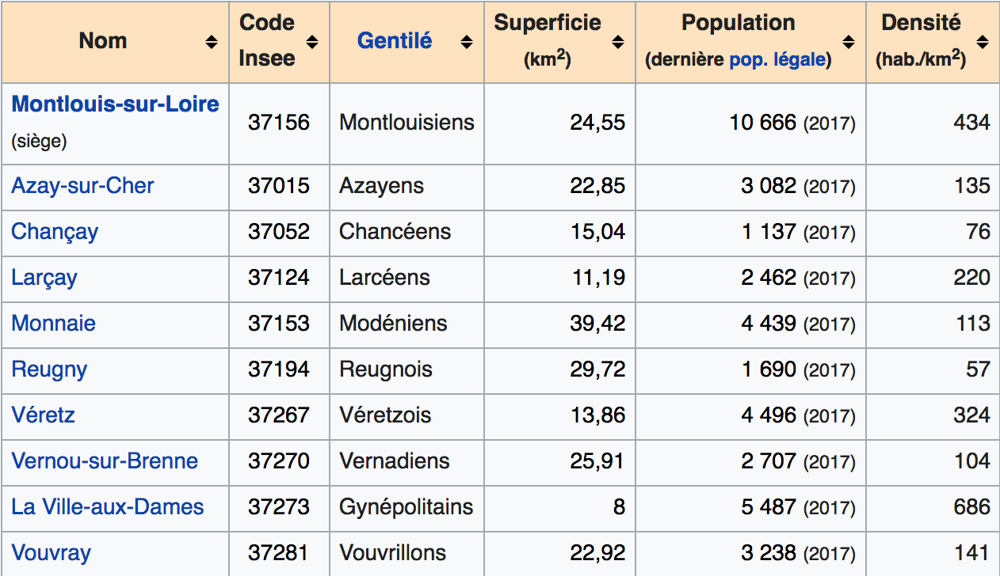 Nom Code Insee Gentilé Superficie (km²) Population (dernière pop. légale) Densité (hab./km²)
Montlouis-sur-Loire (siège) 37156 Montlouisiens 24,55 10 666 (2017) 434
Azay-sur-Cher 37015 Azayens 22,85 3 082 (2017) 135
Chançay 37052 Chancéens 15,04 1 137 (2017) 76
Larçay 37124 Larcéens 11,19 2 462 (2017) 220
Monnaie 37153 Modéniens 39,42 4 439 (2017) 113
Reugny 37194 Reugnois 29,72 1 690 (2017) 57
Véretz 37267 Véretzois 13,86 4 496 (2017) 324
Vernou-sur-Brenne 37270 Vernadiens 25,91 2 707 (2017) 104
La Ville-aux-Dames 37273 Gynépolitains 8 5 487 (2017) 686
Vouvray 37281 Vouvrillons 22,92 3 238 (2017) 141